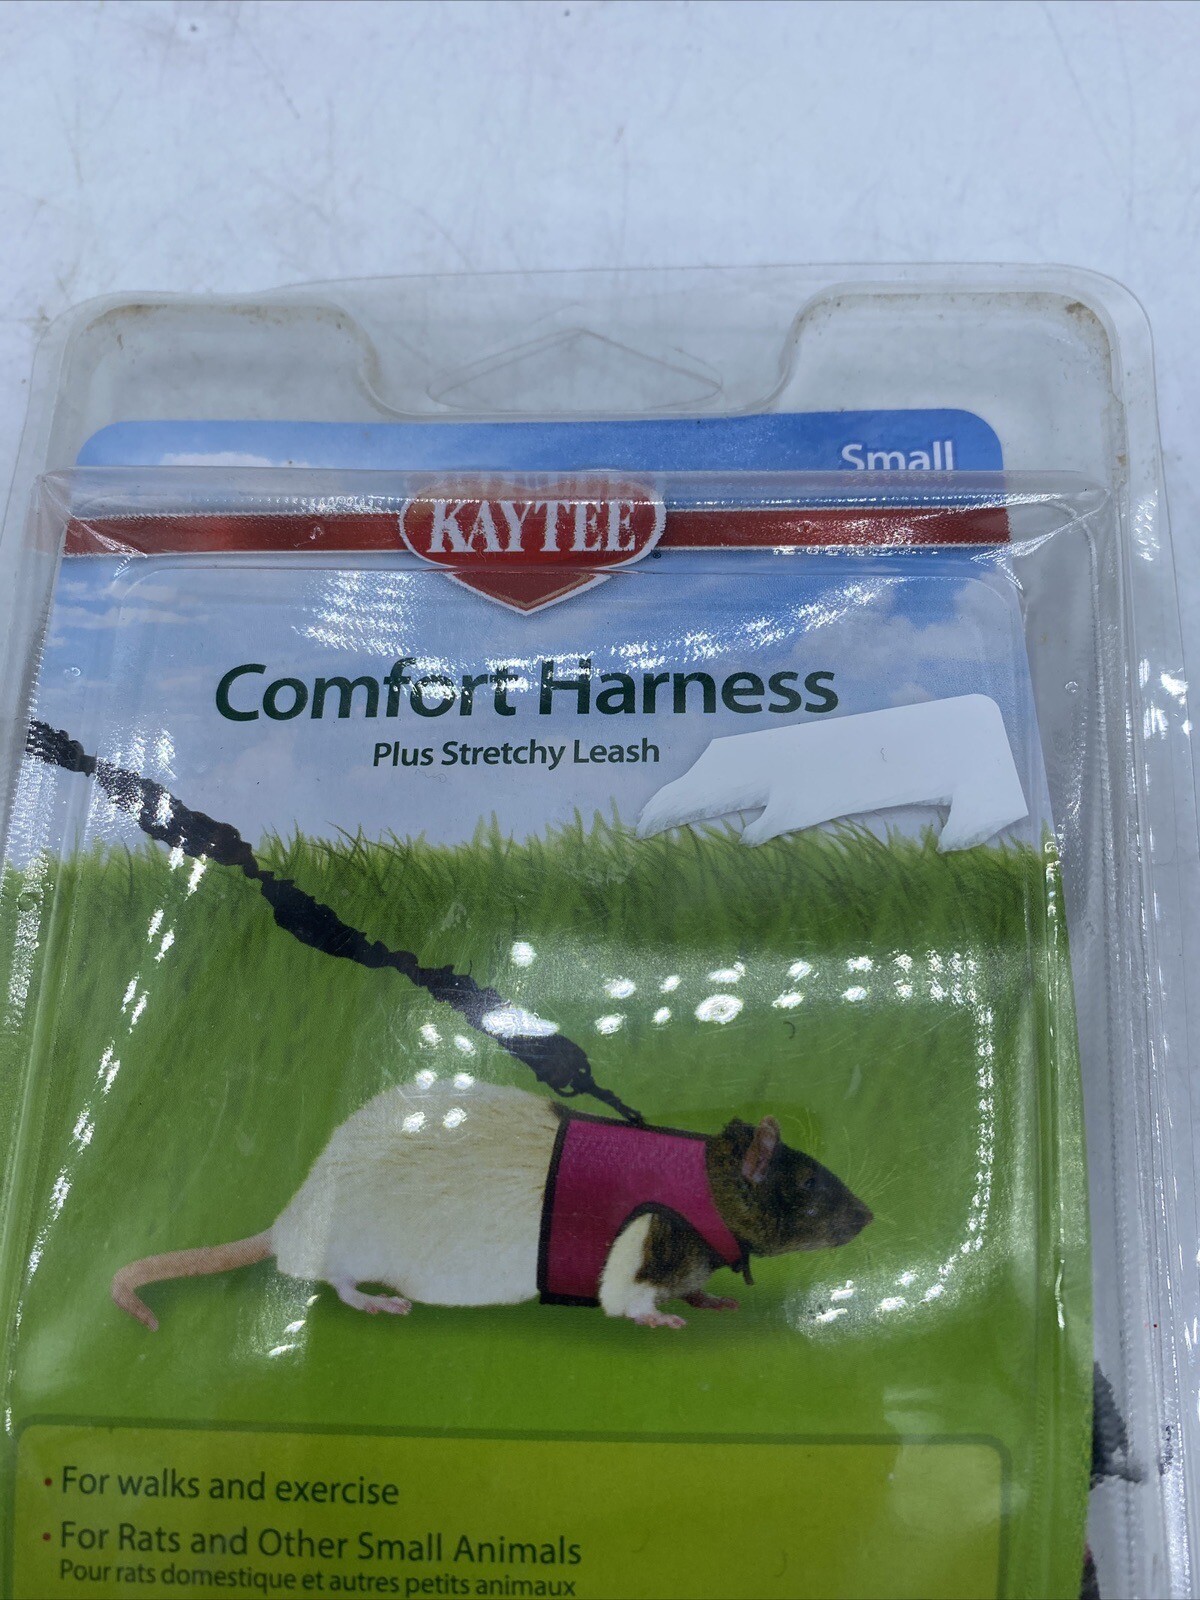 Small
KAYTEE
Comfort Harness
Plus Stretchy Leash
• For walks and exercise
• For Rats and Other Small Animals
Pour rats domestique et autres petits animaux